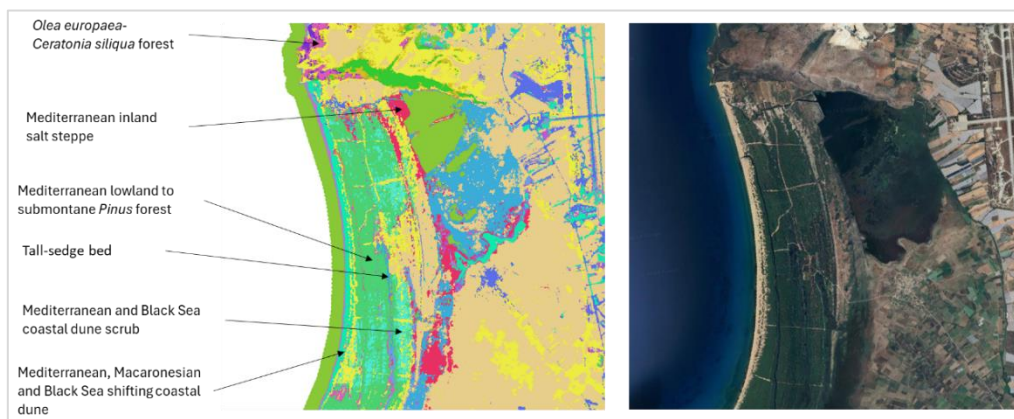 Olea europaea-
Ceratonia siliqua forest
Mediterranean inland
salt steppe
Mediterranean lowland to
submontane Pinus forest
Tall-sedge bed
Mediterranean and Black Sea
coastal dune scrub
Mediterranean, Macaronesian
and Black Sea shifting coastal
dune